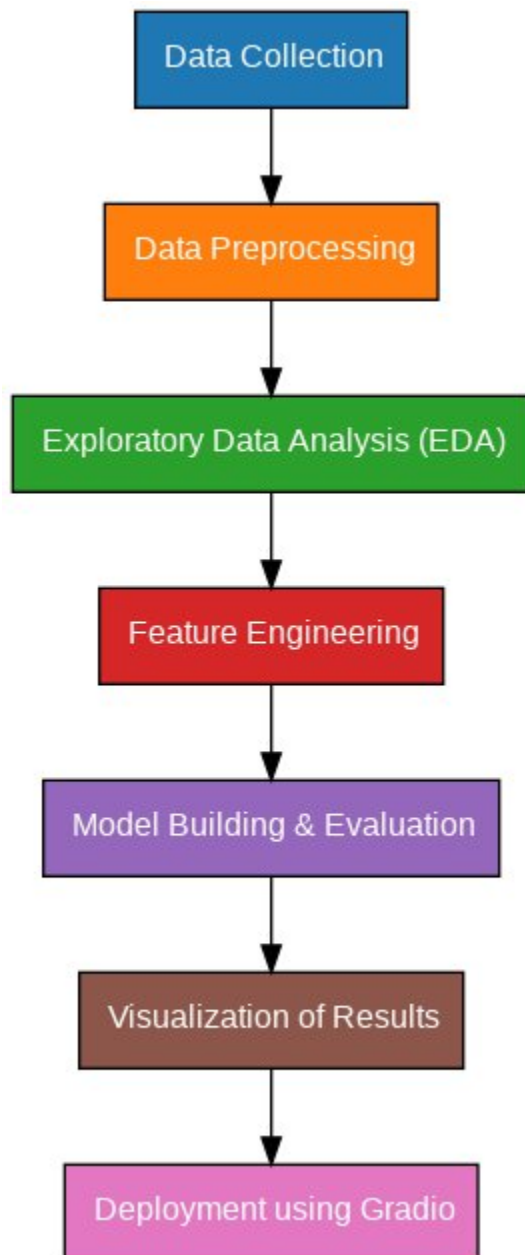 Data Collection
Data Preprocessing
Exploratory Data Analysis (EDA)
Feature Engineering
Model Building & Evaluation
Visualization of Results
Deployment using Gradio